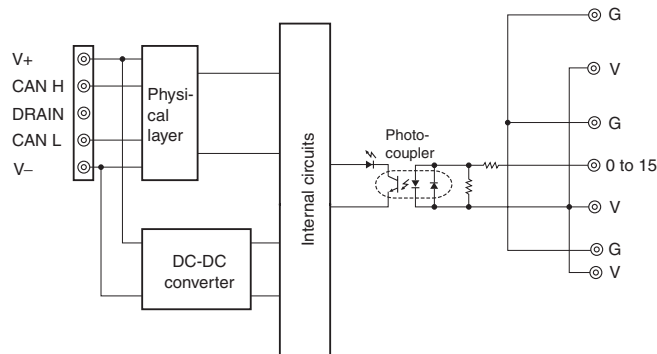 V+
CAN H
DRAIN
CAN L
V–
Physi-
cal
layer
DC-DC
converter
Internal circuits
Photo-
coupler
G
V
G
0 to 15
V
G
V